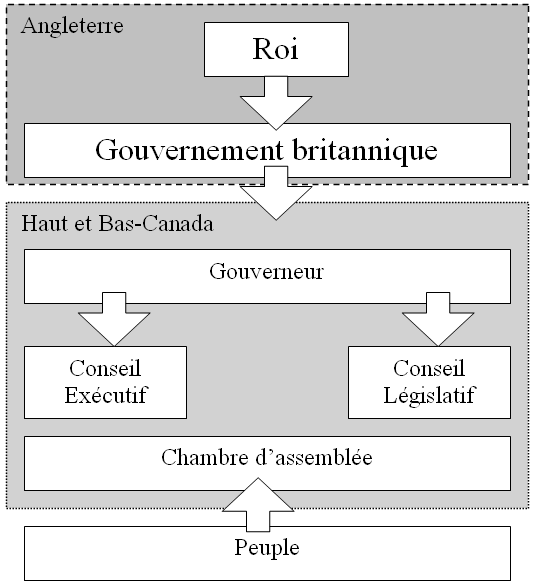 Angleterre
Roi
Gouvernement britannique
Haut et Bas-Canada
Gouverneur
Conseil
Exécutif
Conseil
Législatif
Chambre d’assemblée
Peuple